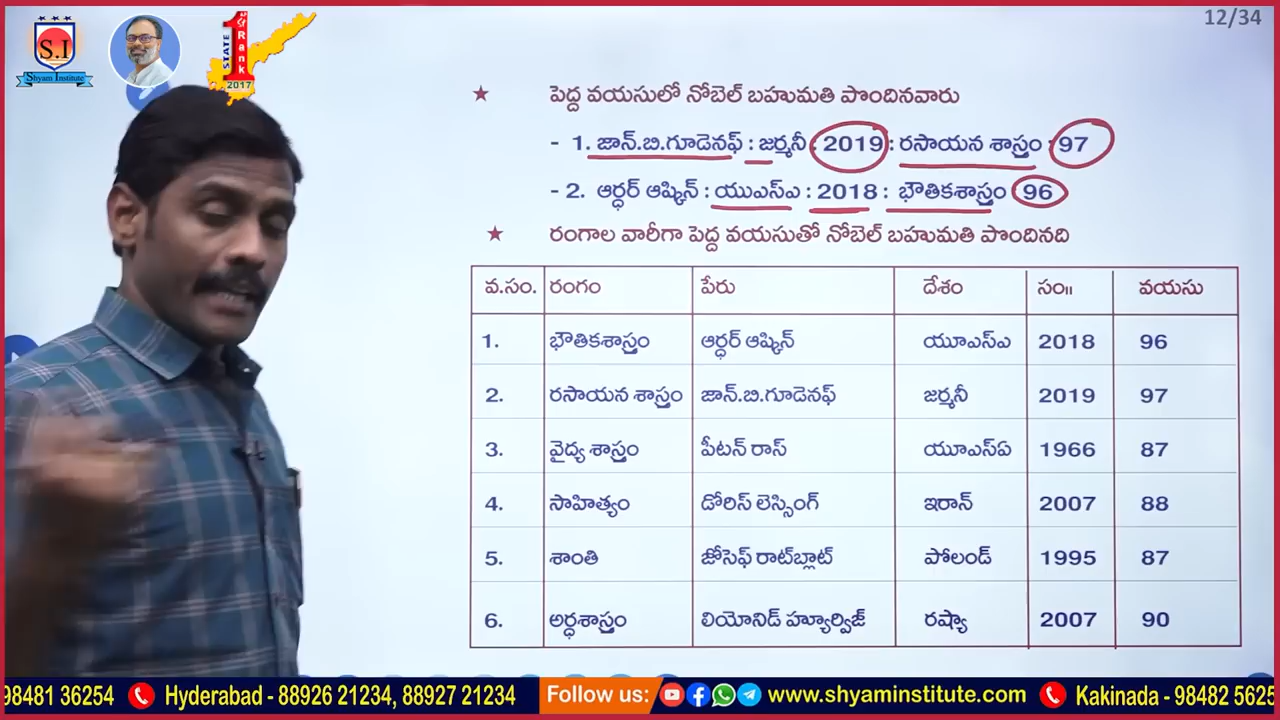 12/34
S.I
Shyam Institute
STATE 1st Rank
2017
★ పెద్ద వయసులో నోబెల్ బహుమతి పొందినవారు
- 1. జాన్.బి.గూడెనఫ్ : జర్మనీ : 2019 : రసాయన శాస్త్రం : 97
- 2. ఆర్థర్ ఆష్కిన్ : యుఎస్ఎ : 2018 : భౌతికశాస్త్రం 96
★ రంగాల వారీగా పెద్ద వయసుతో నోబెల్ బహుమతి పొందినది
వ.సం. రంగం పేరు దేశం సం॥ వయసు
1. భౌతికశాస్త్రం ఆర్థర్ ఆష్కిన్ యూఎస్ఎ 2018 96
2. రసాయన శాస్త్రం జాన్.బి.గూడెనఫ్ జర్మనీ 2019 97
3. వైద్య శాస్త్రం పీటన్ రాస్ యూఎస్ఏ 1966 87
4. సాహిత్యం డోరిస్ లెస్సింగ్ ఇరాన్ 2007 88
5. శాంతి జోసెఫ్ రాట్‌బ్లాట్ పోలండ్ 1995 87
6. అర్థశాస్త్రం లియోనిడ్ హ్యూర్విజ్ రష్యా 2007 90
98481 36254 Hyderabad - 88926 21234, 88927 21234 Follow us: www.shyaminstitute.com Kakinada - 98482 5625